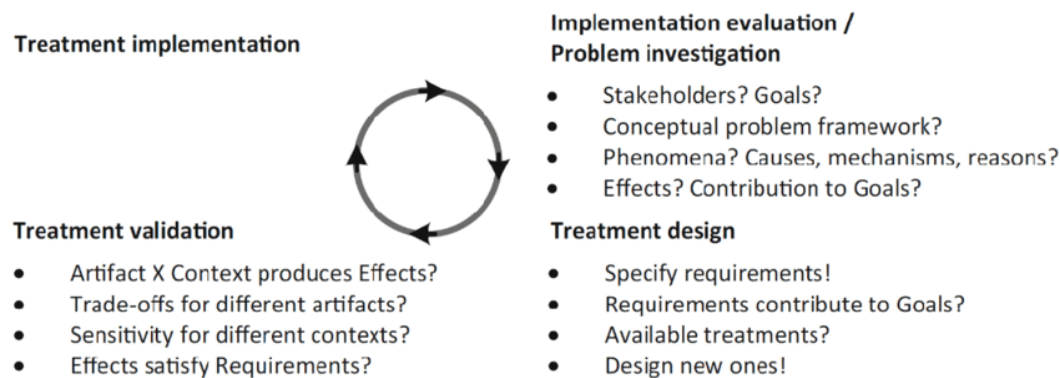 Treatment implementation
Implementation evaluation /
Problem investigation
• Stakeholders? Goals?
• Conceptual problem framework?
• Phenomena? Causes, mechanisms, reasons?
• Effects? Contribution to Goals?
Treatment validation
• Artifact X Context produces Effects?
• Trade-offs for different artifacts?
• Sensitivity for different contexts?
• Effects satisfy Requirements?
Treatment design
• Specify requirements!
• Requirements contribute to Goals?
• Available treatments?
• Design new ones!